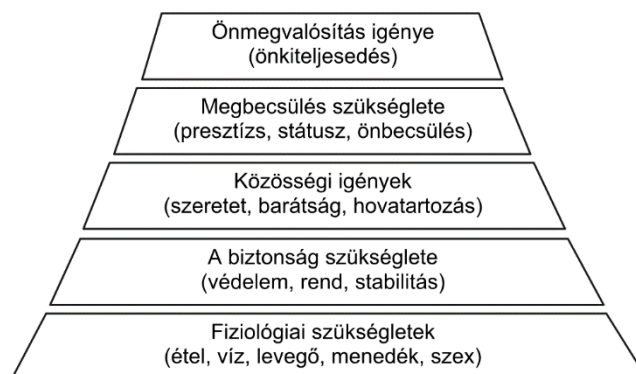 Önmegvalósítás igénye
(önkiteljesedés)
Megbecsülés szükséglete
(presztízs, státusz, önbecsülés)
Közösségi igények
(szeretet, barátság, hovatartozás)
A biztonság szükséglete
(védelem, rend, stabilitás)
Fiziológiai szükségletek
(étel, víz, levegő, menedék, szex)